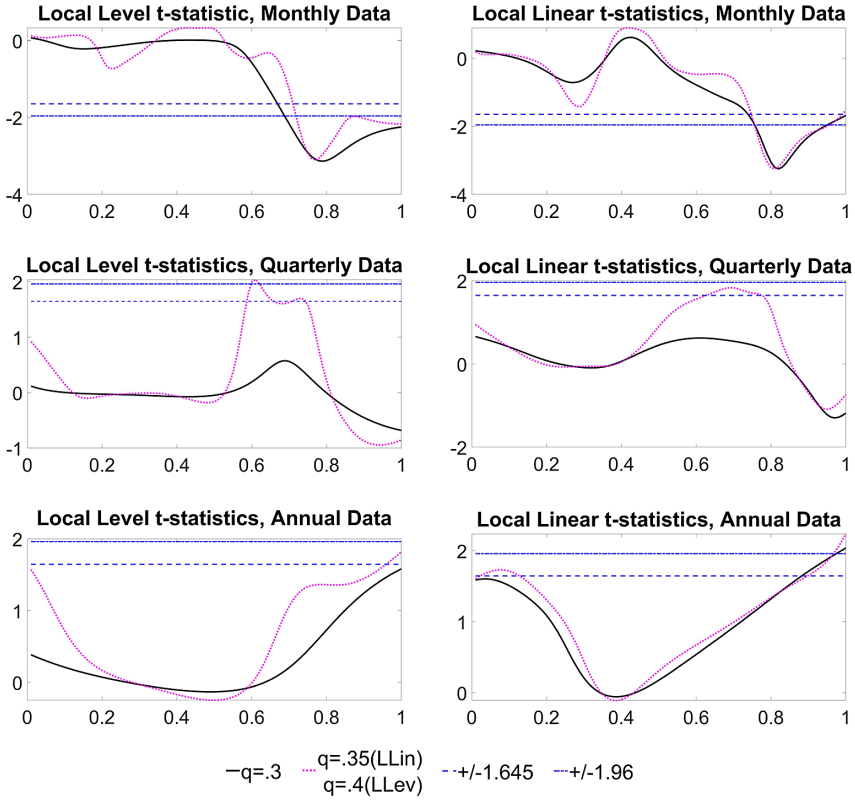 Local Level t-statistic, Monthly Data
0
-2
-4
0 0.2 0.4 0.6 0.8 1
Local Linear t-statistics, Monthly Data
0
-2
-4
0 0.2 0.4 0.6 0.8 1
Local Level t-statistics, Quarterly Data
2
1
0
-1
0 0.2 0.4 0.6 0.8 1
Local Linear t-statistics, Quarterly Data
2
0
-2
0 0.2 0.4 0.6 0.8 1
Local Level t-statistics, Annual Data
2
1
0
0 0.2 0.4 0.6 0.8 1
Local Linear t-statistics, Annual Data
2
1
0
0 0.2 0.4 0.6 0.8 1
q=.3
q=.35(LLin)
q=.4(LLev)
+/-1.645
+/-1.96